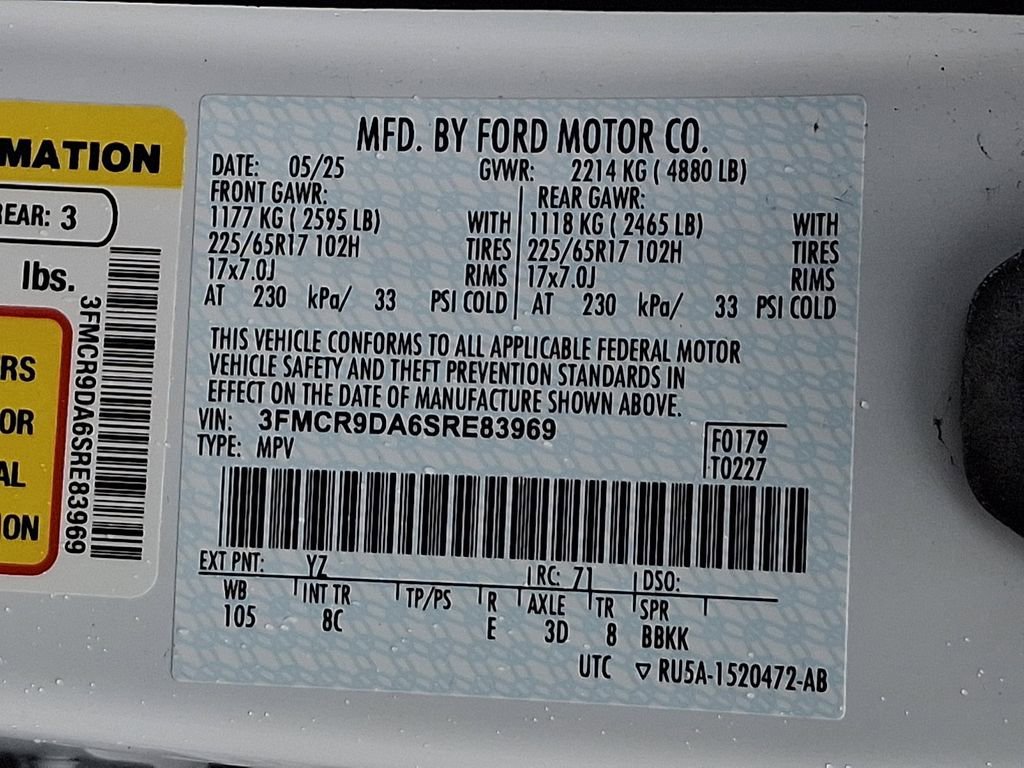 MATION
EAR: 3
lbs.
3FMCR9DA6SRE83969
RS
OR
AL
ION
MFD. BY FORD MOTOR CO.
DATE: 05/25 GVWR: 2214 KG ( 4880 LB)
FRONT GAWR: REAR GAWR:
1177 KG ( 2595 LB) WITH 1118 KG ( 2465 LB) WITH
225/65R17 102H TIRES 225/65R17 102H TIRES
17x7.0J RIMS 17x7.0J RIMS
AT 230 kPa/ 33 PSI COLD AT 230 kPa/ 33 PSI COLD
THIS VEHICLE CONFORMS TO ALL APPLICABLE FEDERAL MOTOR
VEHICLE SAFETY AND THEFT PREVENTION STANDARDS IN
EFFECT ON THE DATE OF MANUFACTURE SHOWN ABOVE.
VIN: 3FMCR9DA6SRE83969
TYPE: MPV
F0179
T0227
EXT PNT: YZ RC: 71 DSO:
WB INT TR TP/PS R AXLE TR SPR
105 8C E 3D 8 BBKK
UTC ▽ RU5A-1520472-AB